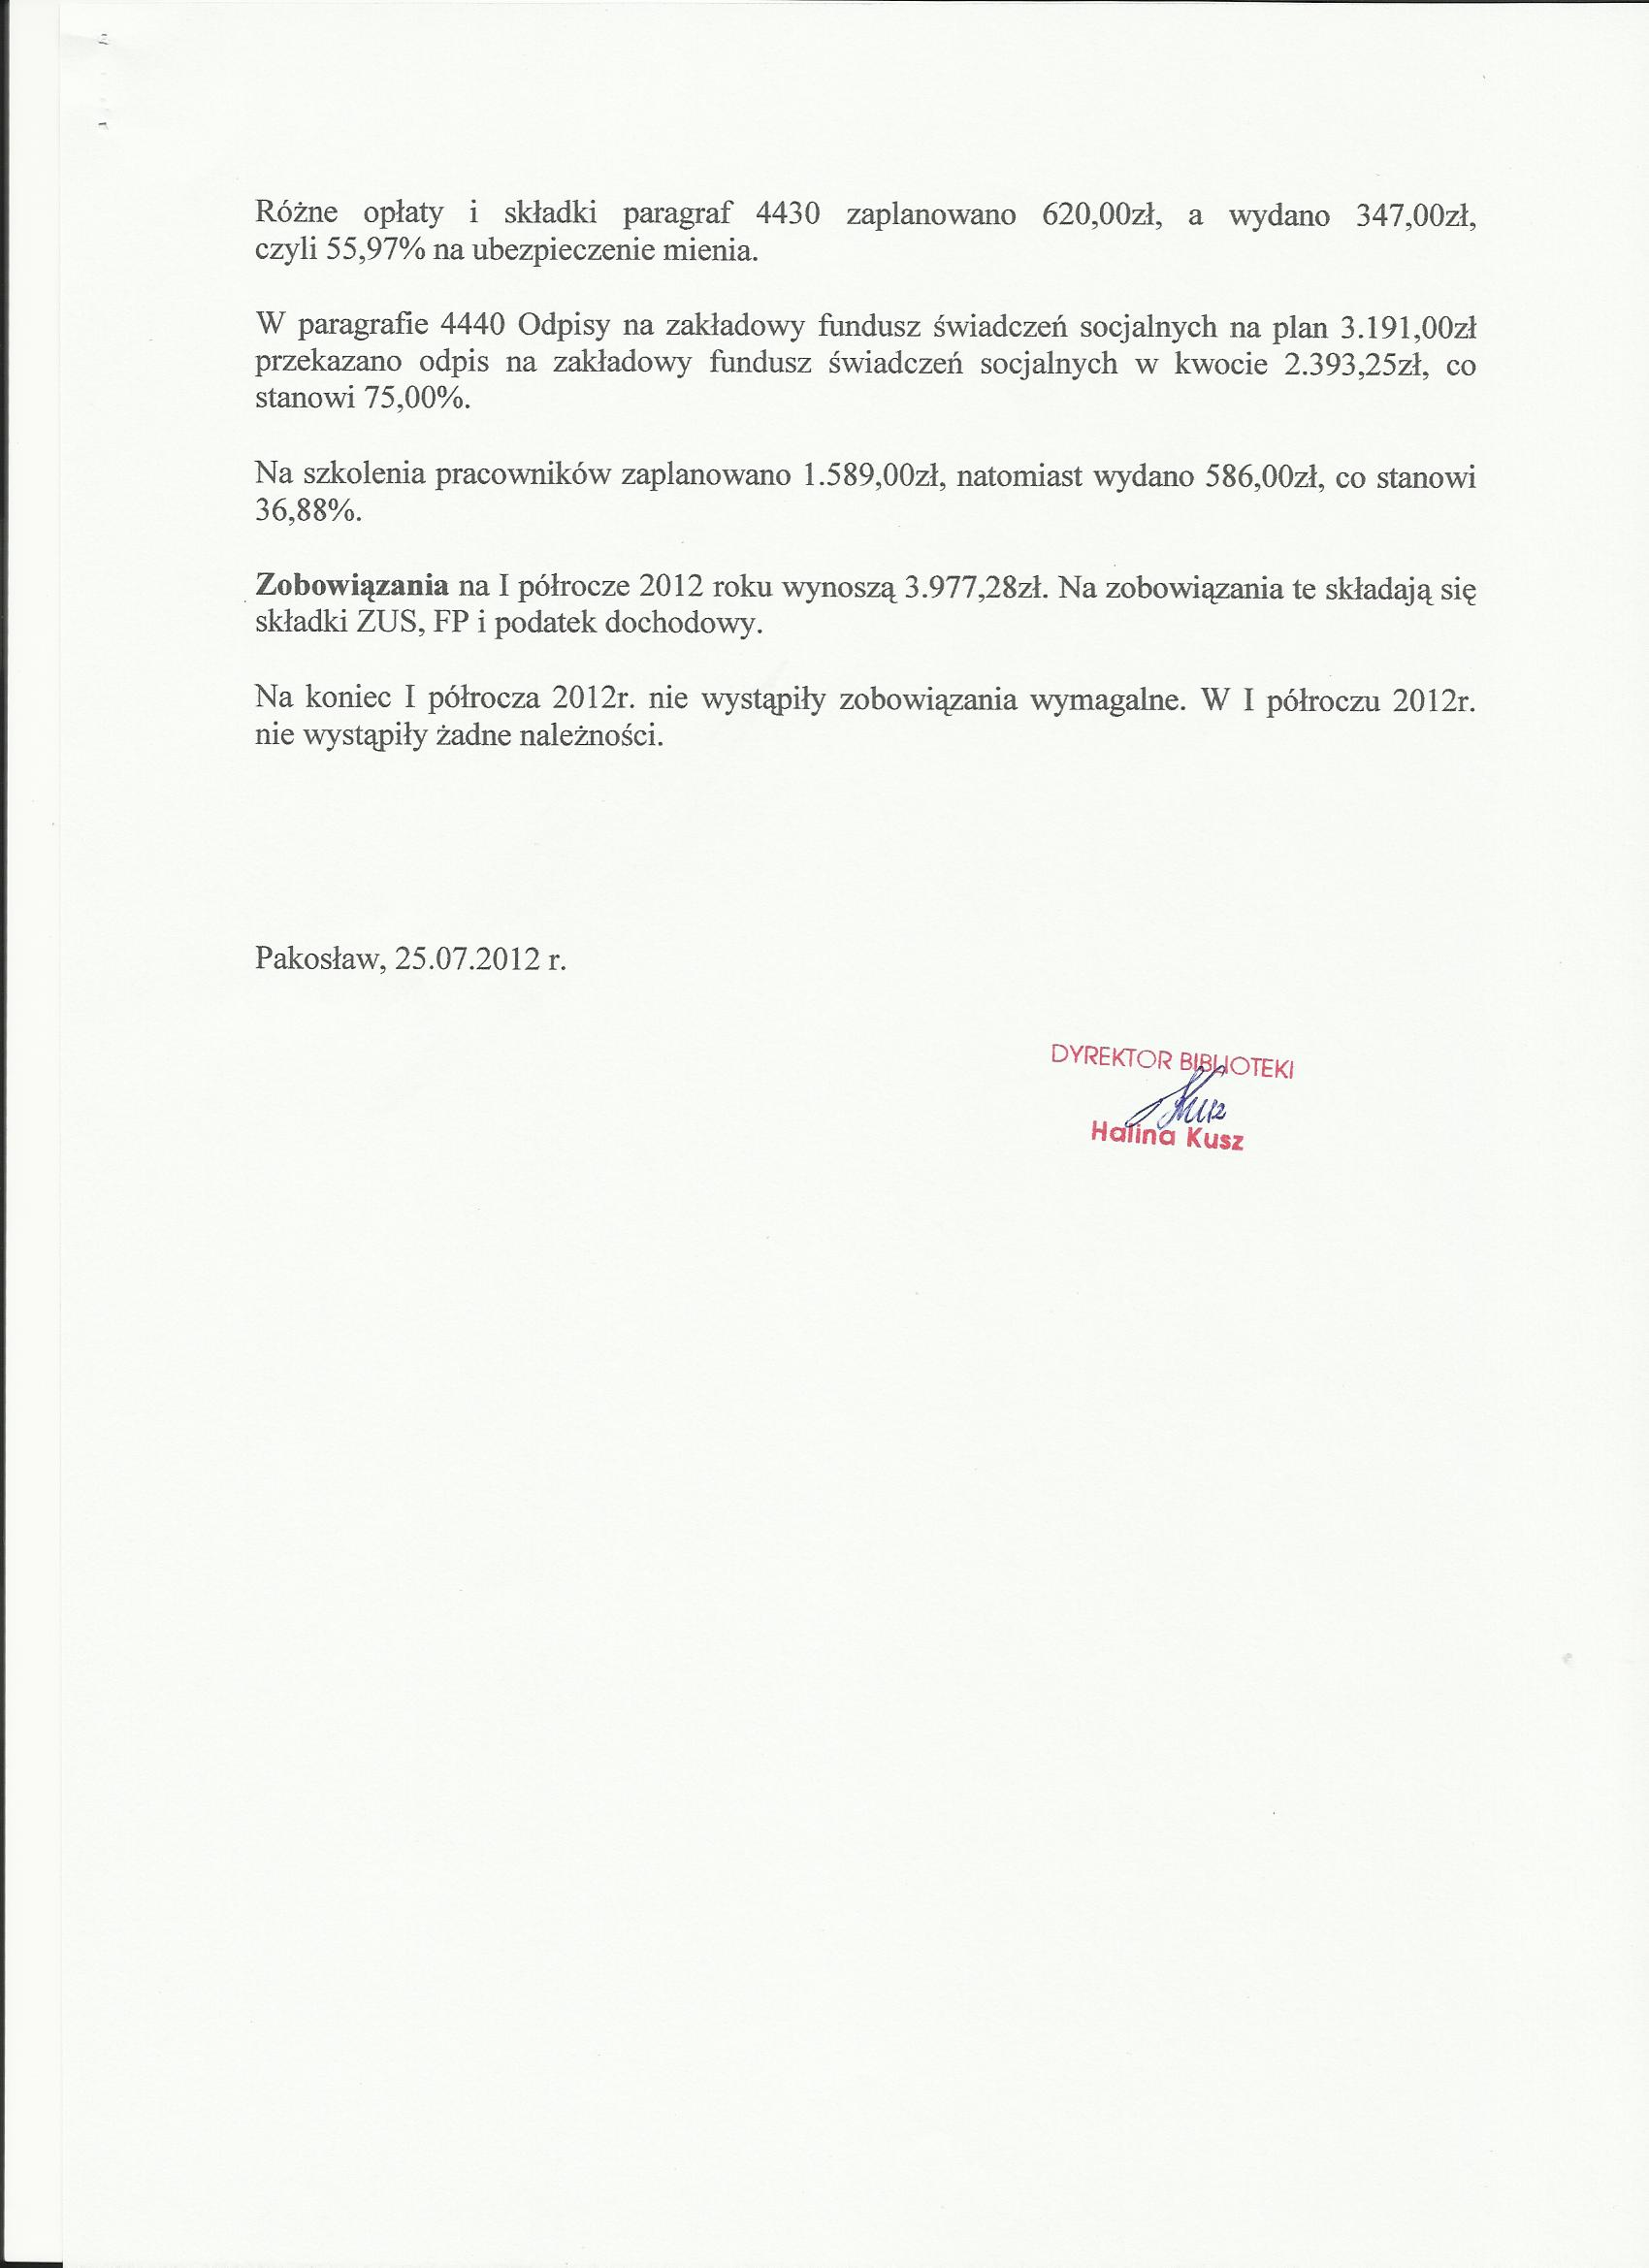 Różne opłaty i składki paragraf 4430 zaplanowano 620,00zł, a wydano 347,00zł,
czyli 55,97% na ubezpieczenie mienia.
W paragrafie 4440 Odpisy na zakładowy fundusz świadczeń socjalnych na plan 3.191,00zł
przekazano odpis na zakładowy fundusz świadczeń socjalnych w kwocie 2.393,25zł, co
stanowi 75,00%.
Na szkolenia pracowników zaplanowano 1.589,00zł, natomiast wydano 586,00zł, co stanowi
36,88%.
Zobowiązania na I półrocze 2012 roku wynoszą 3.977,28zł. Na zobowiązania te składają się
składki ZUS, FP i podatek dochodowy.
Na koniec I półrocza 2012r. nie wystąpiły zobowiązania wymagalne. W I półroczu 2012r.
nie wystąpiły żadne należności.
Pakosław, 25.07.2012 r.
DYREKTOR BIBLIOTEKI
Halina Kusz